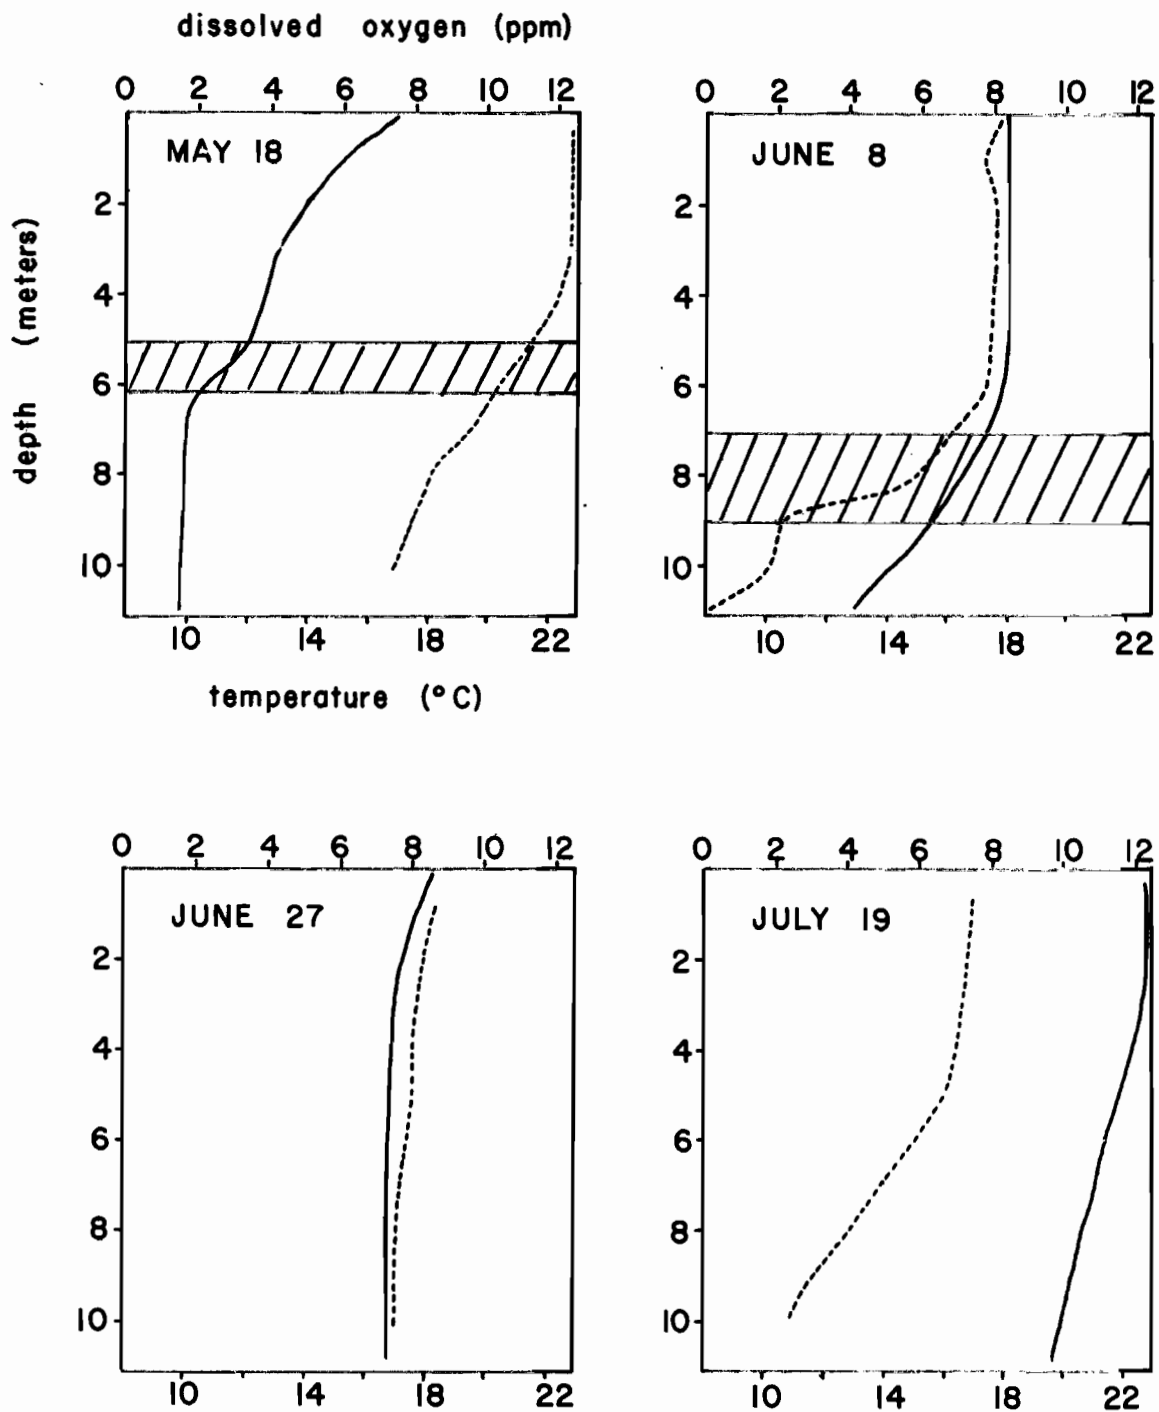 dissolved oxygen (ppm)
0 2 4 6 8 10 12
0 2 4 6 8 10 12
MAY 18
JUNE 8
depth (meters)
2
4
6
8
10
2
4
6
8
10
10 14 18 22
10 14 18 22
temperature (°C)
0 2 4 6 8 10 12
0 2 4 6 8 10 12
JUNE 27
JULY 19
2
4
6
8
10
2
4
6
8
10
10 14 18 22
10 14 18 22